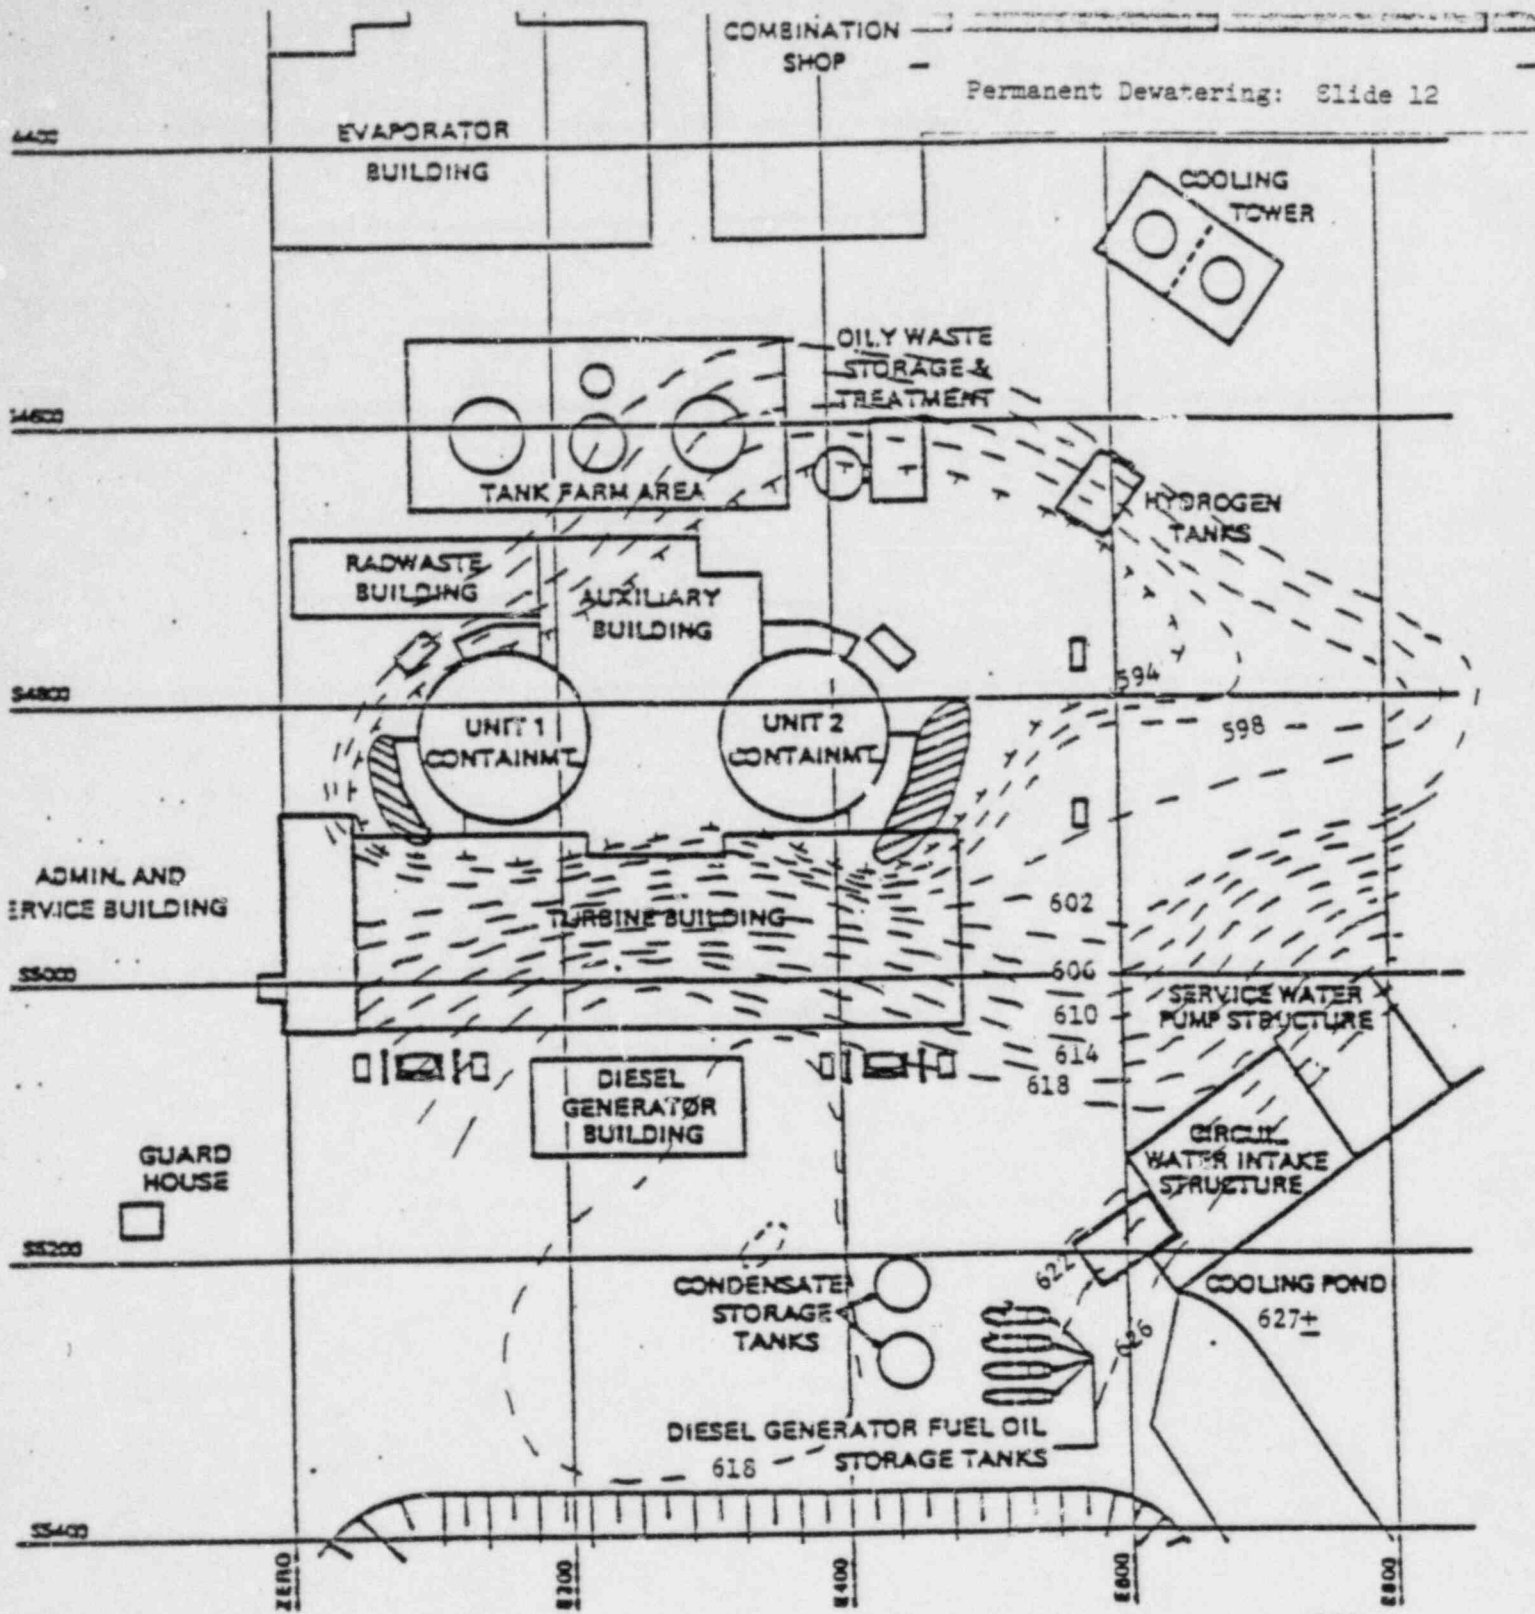 COMBINATION
SHOP
Permanent Dewatering: Slide 12
4400
EVAPORATOR
BUILDING
COOLING
TOWER
OILY WASTE
STORAGE &
TREATMENT
S4600
TANK FARM AREA
HYDROGEN
TANKS
RADWASTE
BUILDING
AUXILIARY
BUILDING
594
S4800
UNIT 1
CONTAINMT.
UNIT 2
CONTAINMT.
598
ADMIN. AND
ERVICE BUILDING
602
TURBINE BUILDING
606
S5000
SERVICE WATER
PUMP STRUCTURE
610
614
618
DIESEL
GENERATOR
BUILDING
CIRCUL.
WATER INTAKE
STRUCTURE
GUARD
HOUSE
S5200
622
CONDENSATE
STORAGE
TANKS
COOLING POND
627±
626
DIESEL GENERATOR FUEL OIL
STORAGE TANKS
618
S5400
ZERO
E200
E400
E600
E800